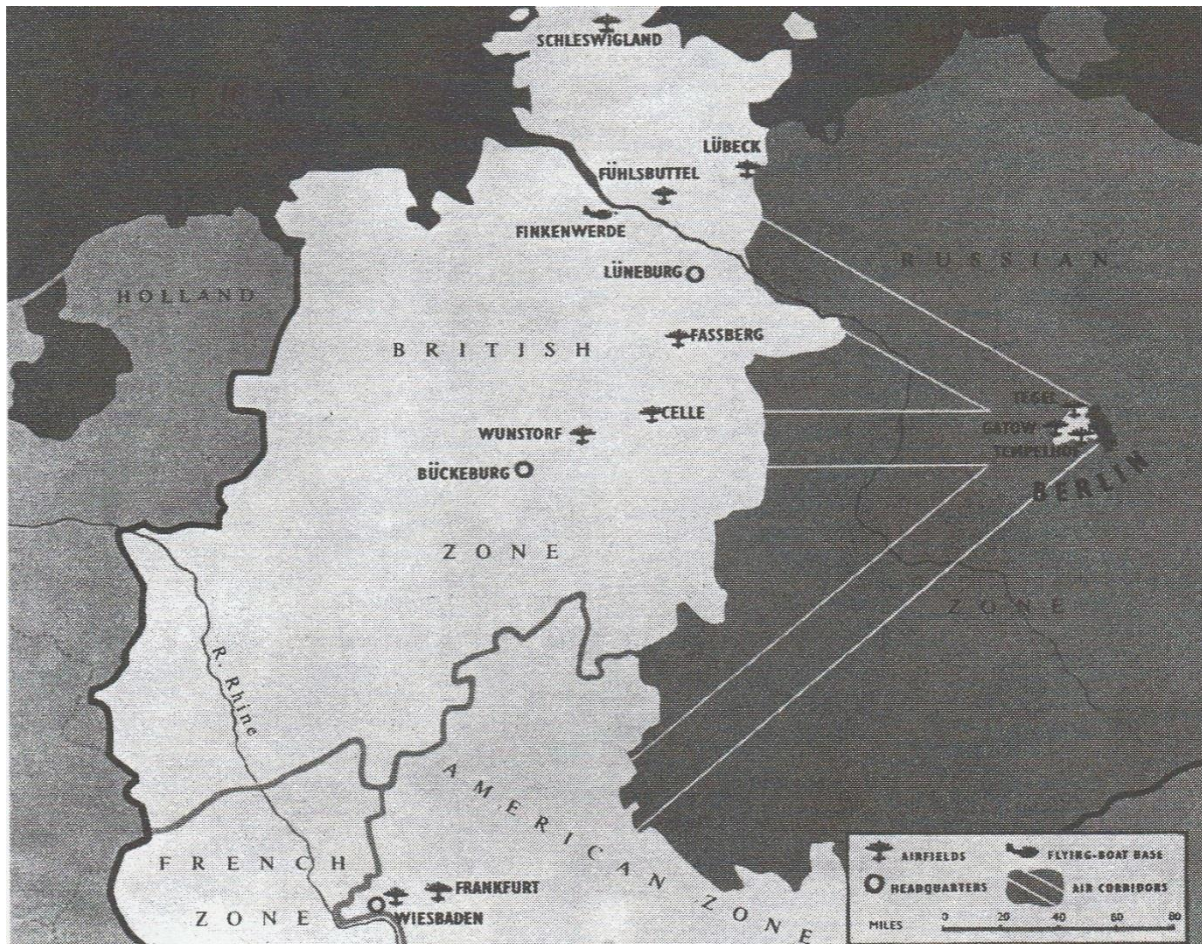 SCHLESWIGLAND
LÜBECK
FÜHLSBUTTEL
FINKENWERDE
RUSSIAN
LÜNEBURG
HOLLAND
FASSBERG
BRITISH
TEGEL
CELLE
GATOW
WUNSTORF
TEMPELHOF
BÜCKEBURG
BERLIN
ZONE
ZONE
R. Rhine
AMERICAN ZONE
FRENCH
ZONE
FRANKFURT
WIESBADEN
AIRFIELDS
FLYING-BOAT BASE
HEADQUARTERS
AIR CORRIDORS
MILES 0 20 40 60 80